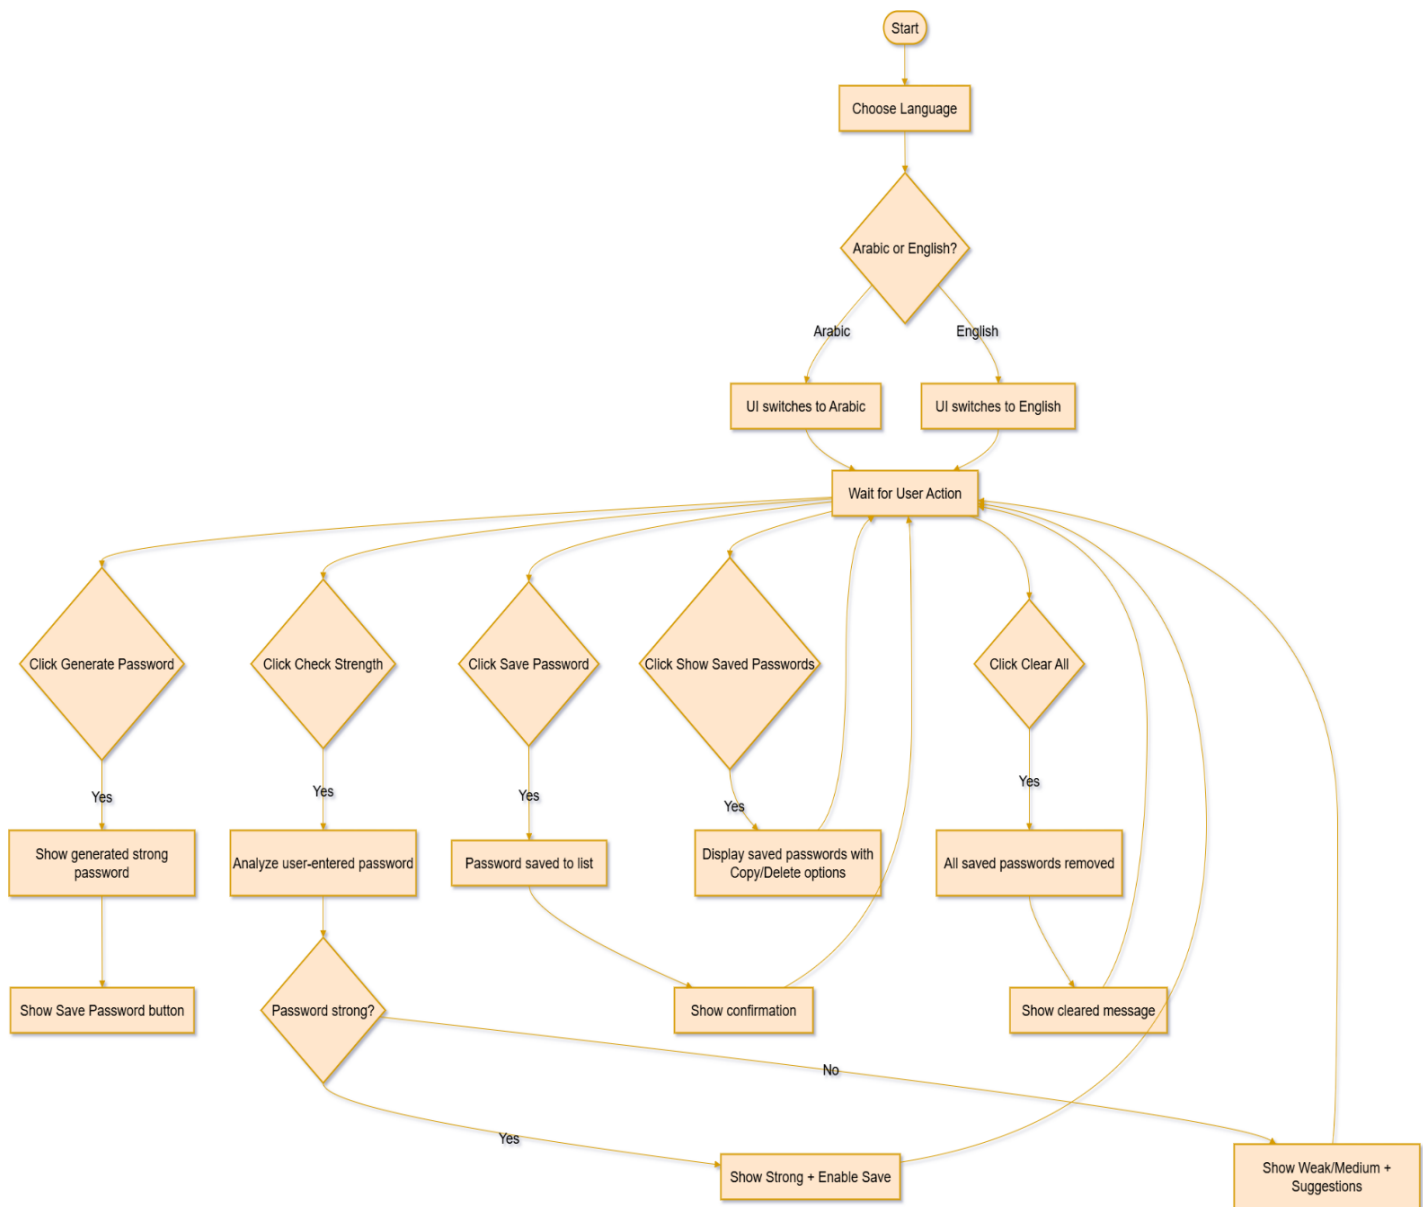 Start
Choose Language
Arabic or English?
Arabic
English
UI switches to Arabic
UI switches to English
Wait for User Action
Click Generate Password
Click Check Strength
Click Save Password
Click Show Saved Passwords
Click Clear All
Yes
Yes
Yes
Yes
Yes
Show generated strong
password
Analyze user-entered password
Password saved to list
Display saved passwords with
Copy/Delete options
All saved passwords removed
Show Save Password button
Password strong?
Show confirmation
Show cleared message
No
Yes
Show Strong + Enable Save
Show Weak/Medium +
Suggestions